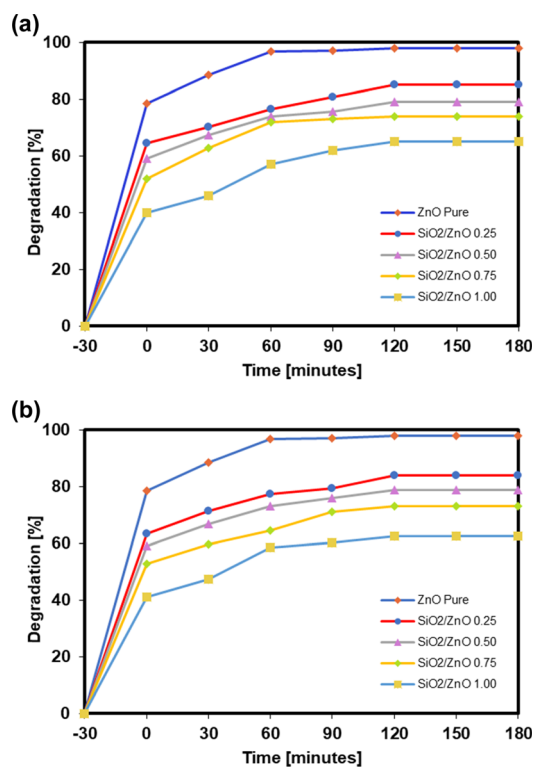 (a)
100
80
60
40
20
0
Degradation [%]
ZnO Pure
SiO2/ZnO 0.25
SiO2/ZnO 0.50
SiO2/ZnO 0.75
SiO2/ZnO 1.00
-30 0 30 60 90 120 150 180
Time [minutes]
(b)
100
80
60
40
20
0
Degradation [%]
ZnO Pure
SiO2/ZnO 0.25
SiO2/ZnO 0.50
SiO2/ZnO 0.75
SiO2/ZnO 1.00
-30 0 30 60 90 120 150 180
Time [minutes]